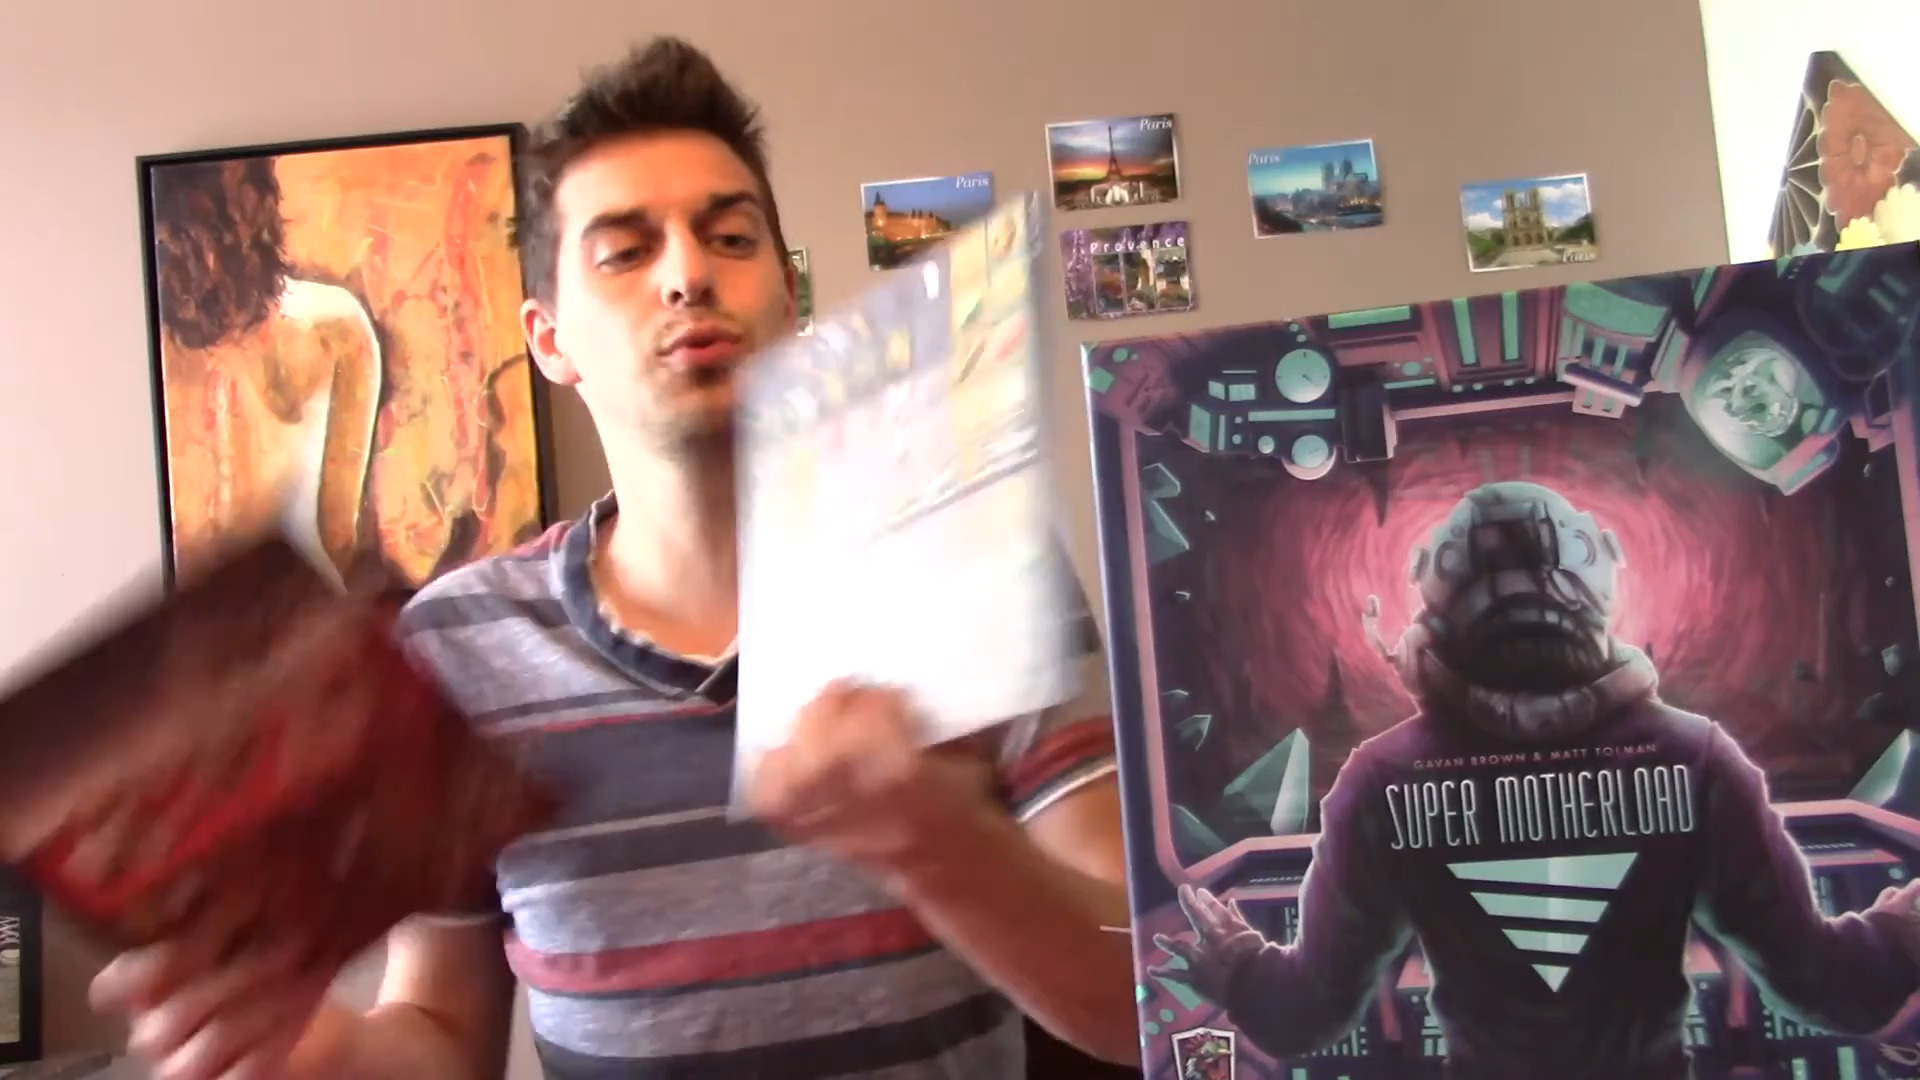 Paris
Paris
Paris
Provence
Paris
GAVAN BROWN & MATT TOLMAN
SUPER MOTHERLOAD